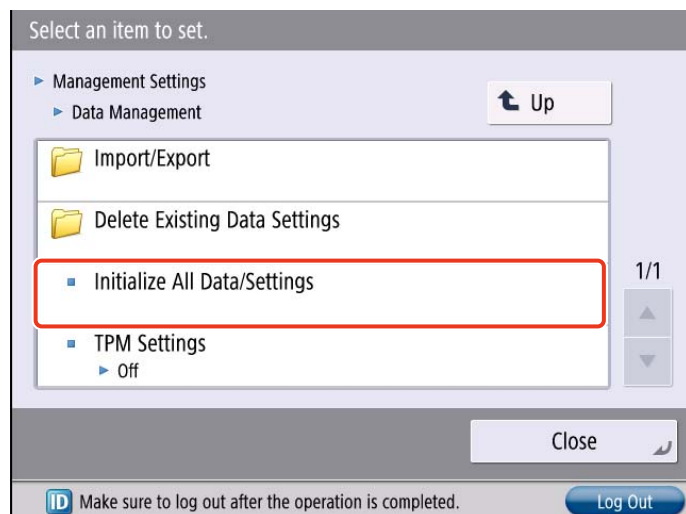 Select an item to set.
Management Settings
Data Management
Up
Import/Export
Delete Existing Data Settings
Initialize All Data/Settings
1/1
TPM Settings
Off
Close
ID Make sure to log out after the operation is completed.
Log Out